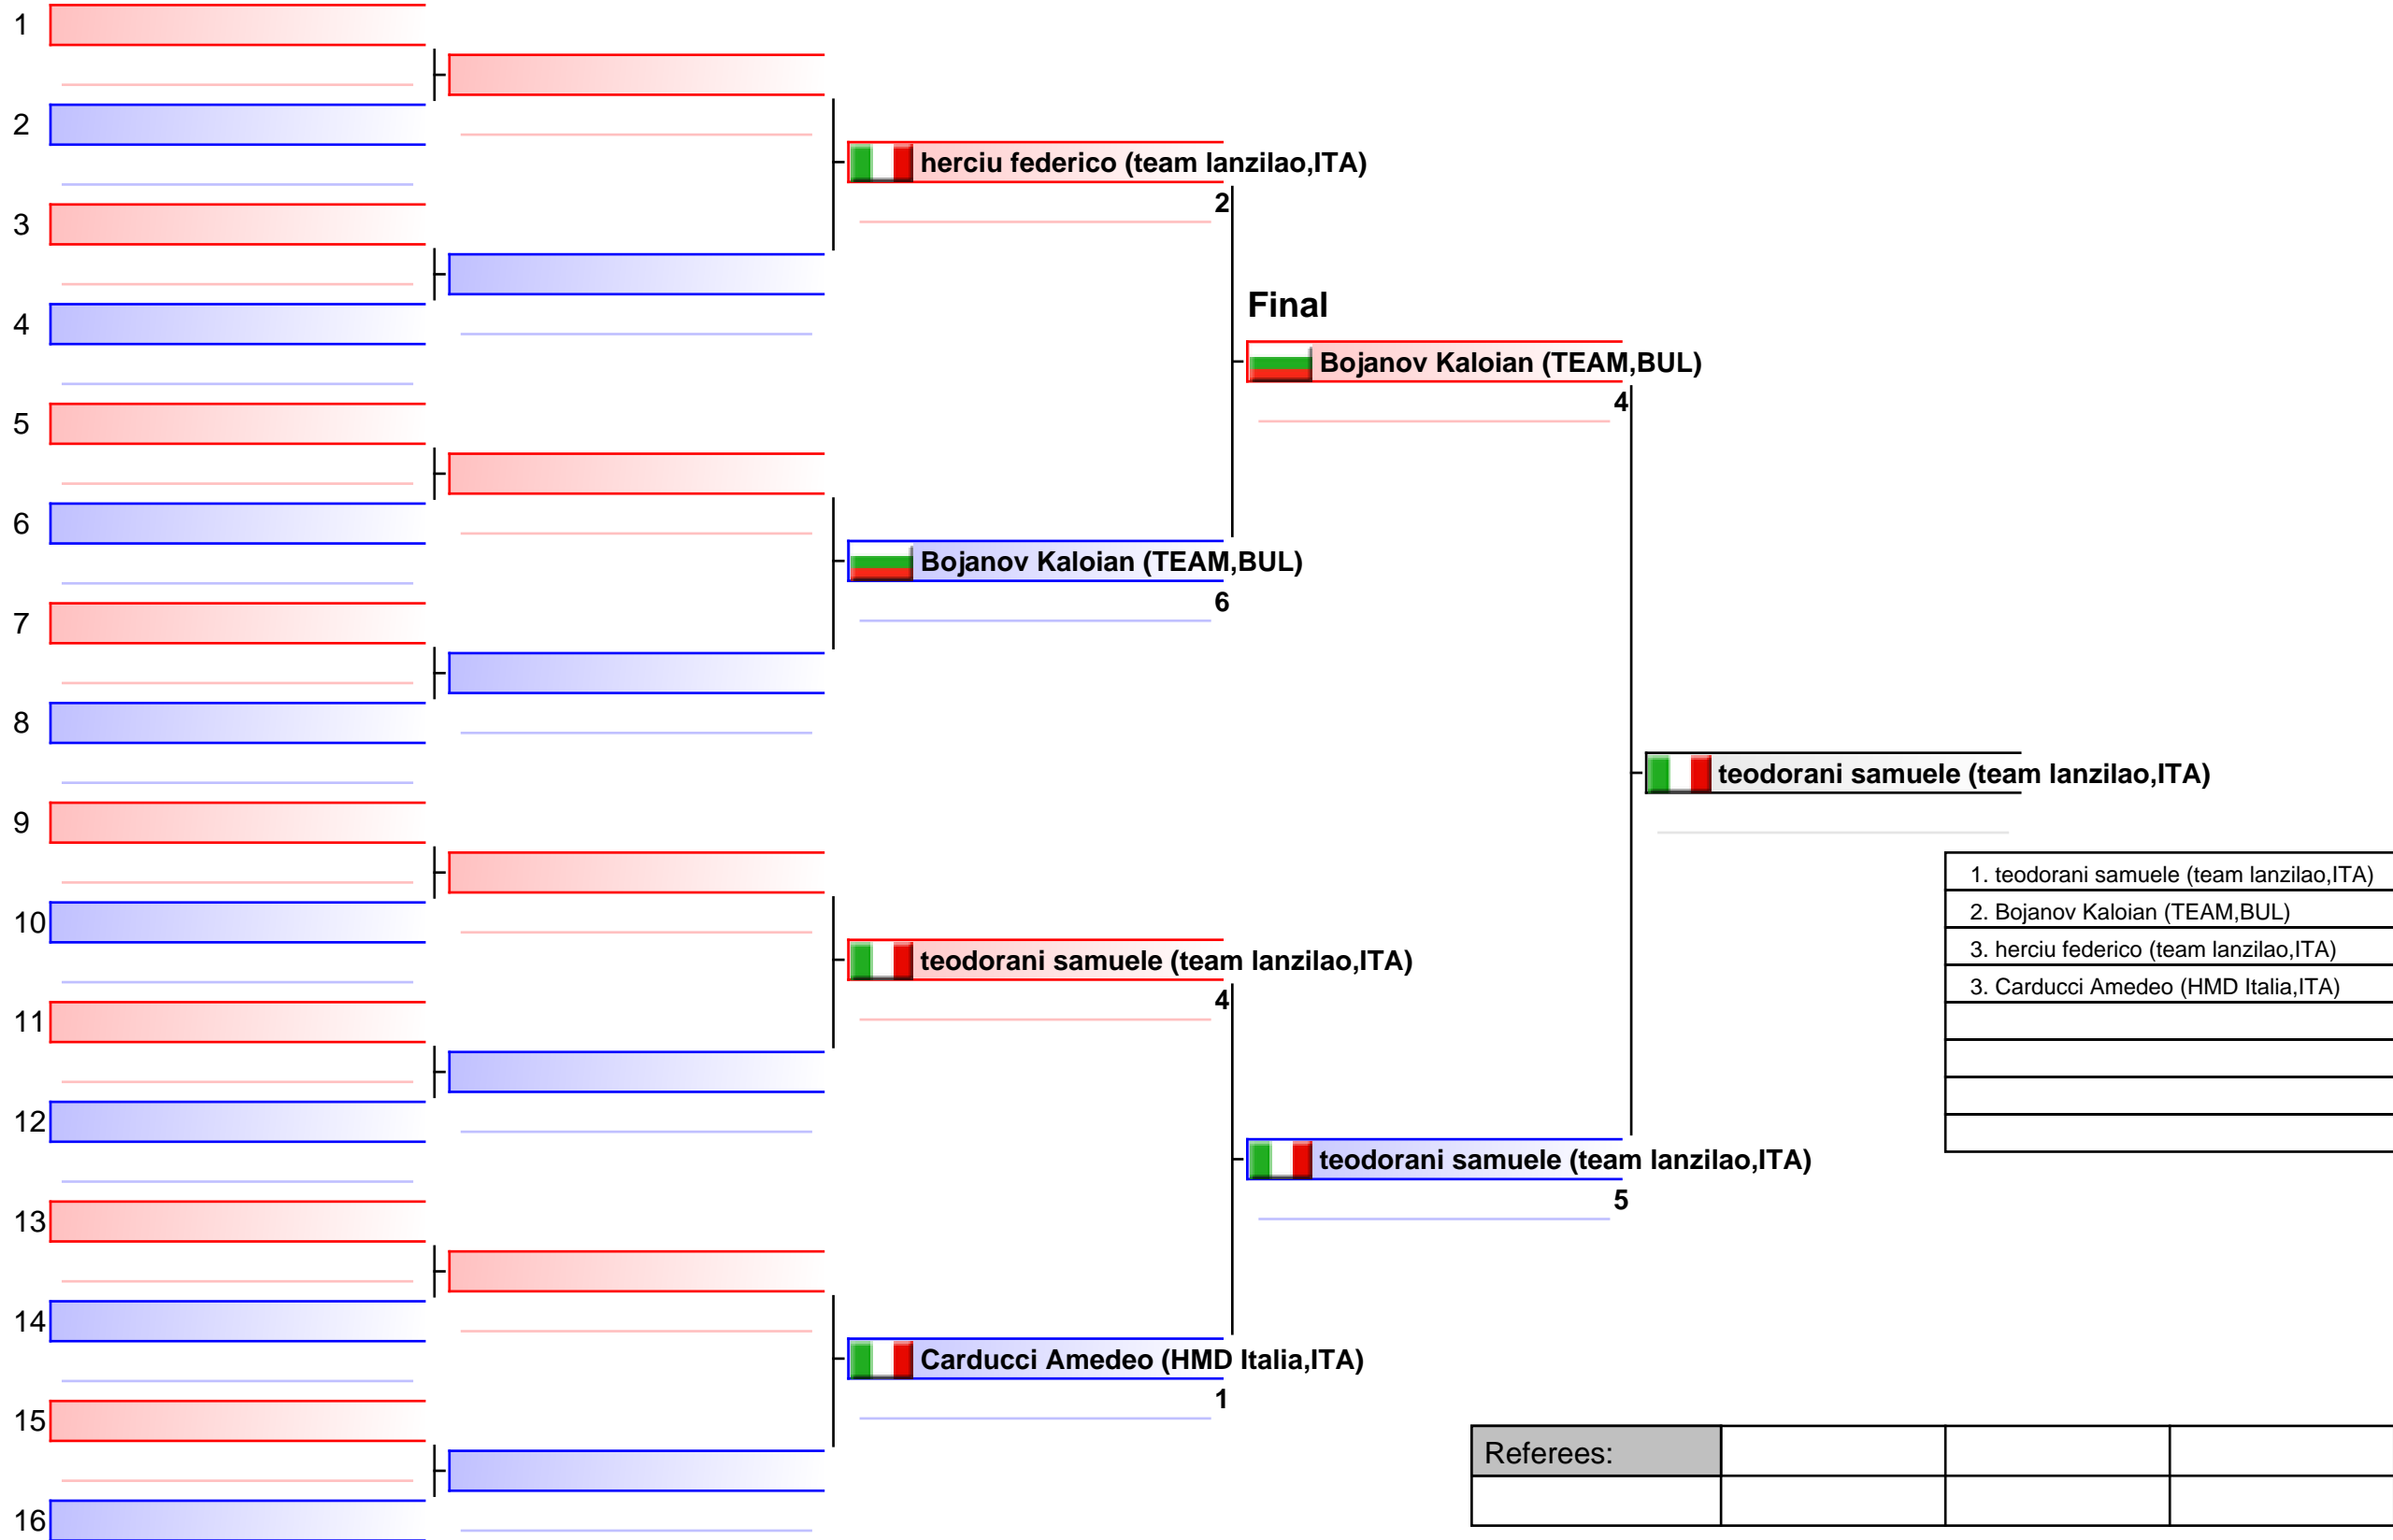 1
2
herciu federico (team lanzilao,ITA)
2
3
Final
4
Bojanov Kaloian (TEAM,BUL)
4
5
6
Bojanov Kaloian (TEAM,BUL)
6
7
8
teodorani samuele (team lanzilao,ITA)
9
1. teodorani samuele (team lanzilao,ITA)
2. Bojanov Kaloian (TEAM,BUL)
3. herciu federico (team lanzilao,ITA)
3. Carducci Amedeo (HMD Italia,ITA)
10
teodorani samuele (team lanzilao,ITA)
4
11
12
teodorani samuele (team lanzilao,ITA)
5
13
14
Carducci Amedeo (HMD Italia,ITA)
1
15
Referees:
16